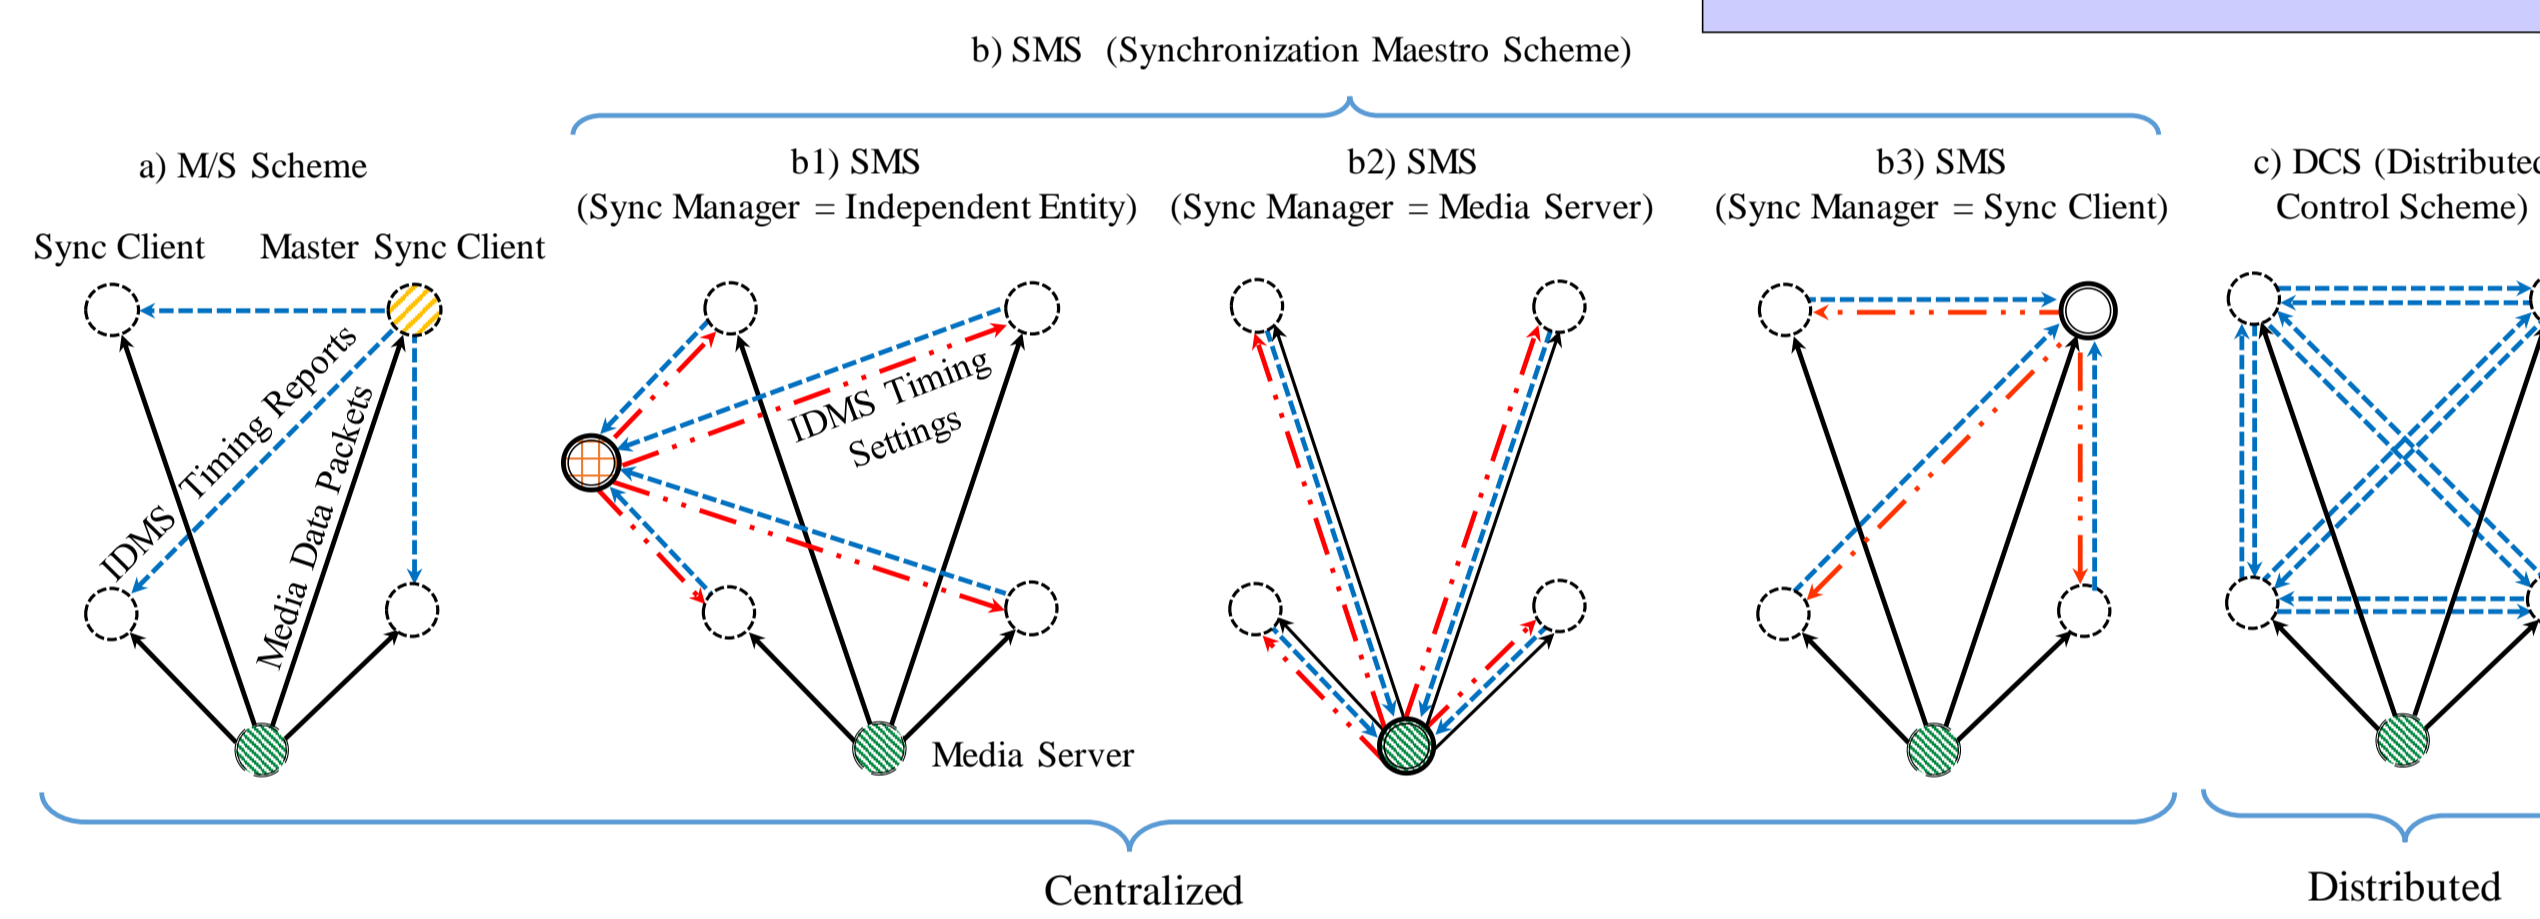 b) SMS (Synchronization Maestro Scheme)
a) M/S Scheme
b1) SMS
(Sync Manager = Independent Entity)
b2) SMS
(Sync Manager = Media Server)
b3) SMS
(Sync Manager = Sync Client)
c) DCS (Distributed
Control Scheme)
Sync Client
Master Sync Client
IDMS Timing Reports
Media Data Packets
IDMS Timing
Settings
Media Server
Centralized
Distributed